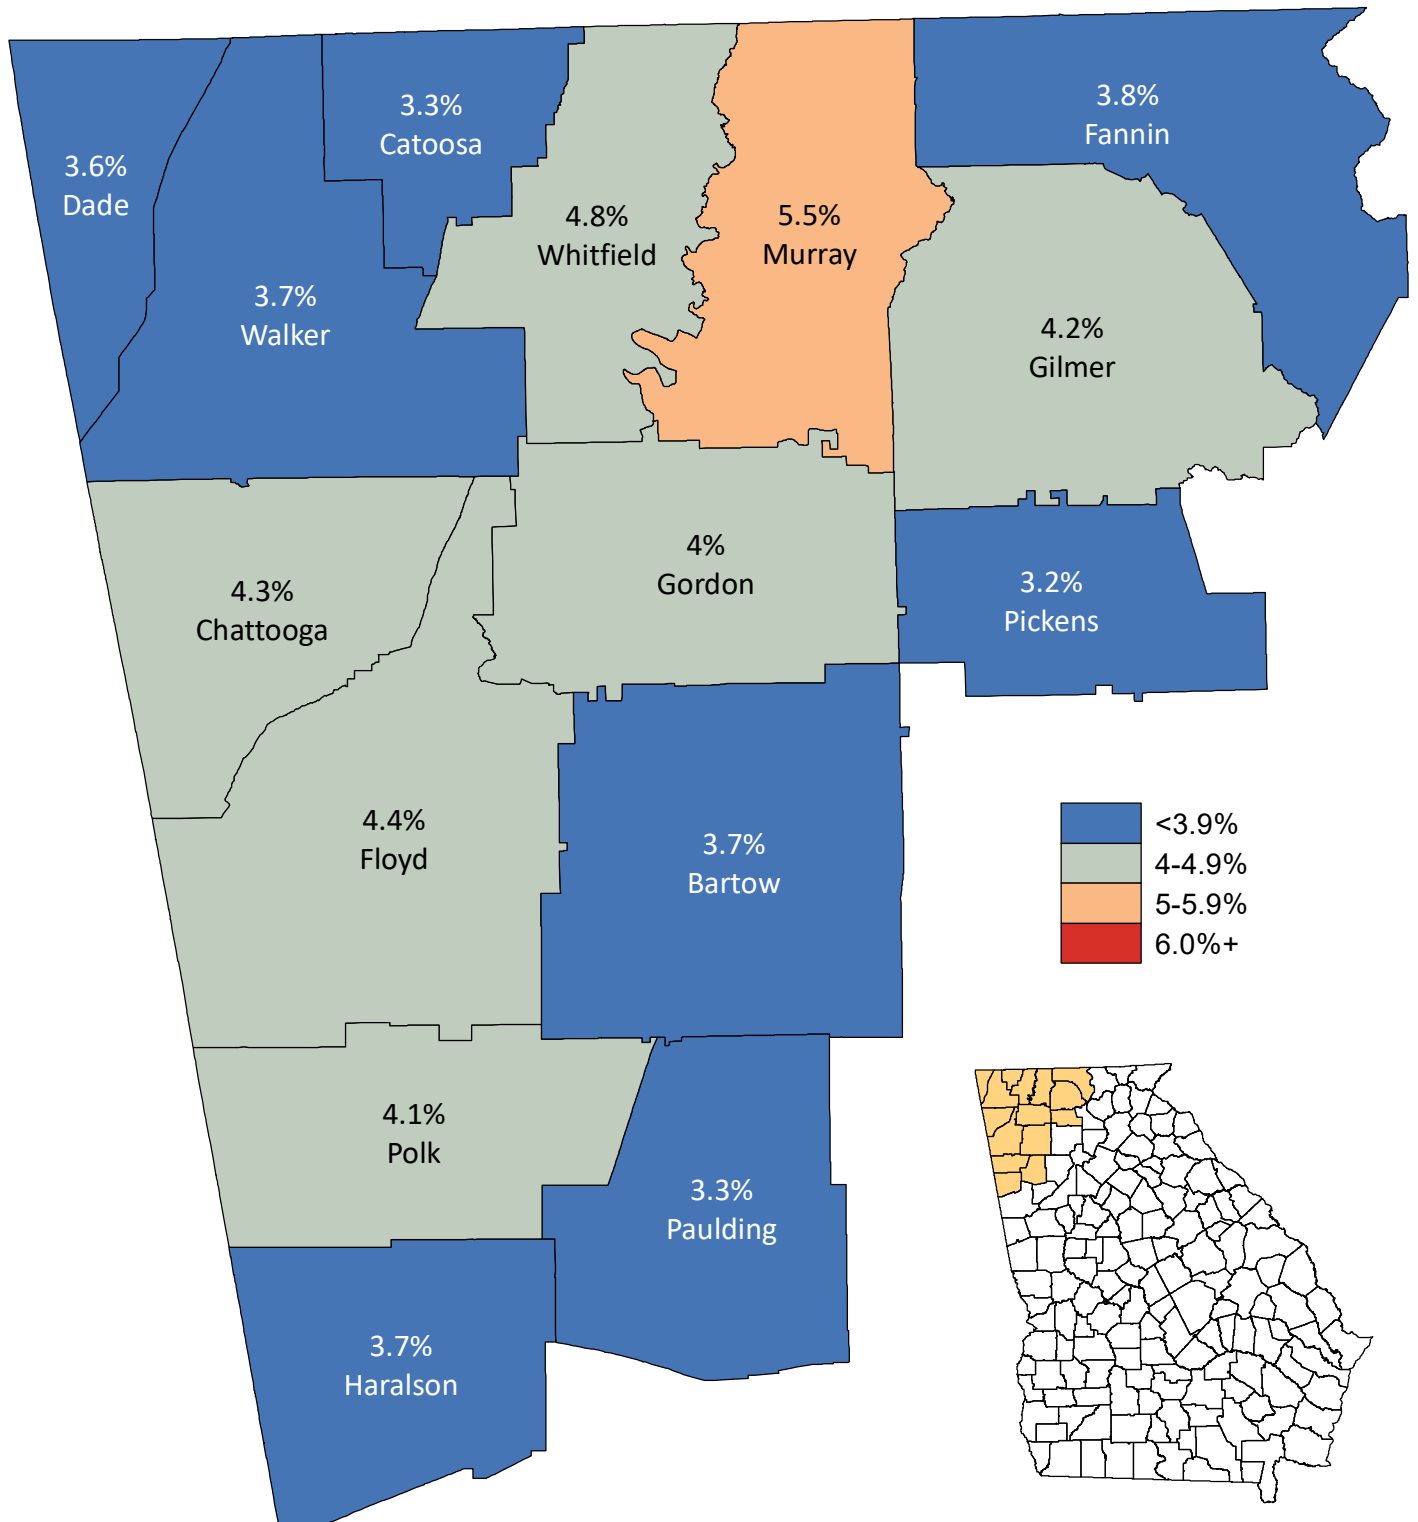 3.8%
Fannin
3.3%
Catoosa
3.6%
Dade
4.8%
Whitfield
5.5%
Murray
3.7%
Walker
4.2%
Gilmer
4%
Gordon
4.3%
Chattooga
3.2%
Pickens
4.4%
Floyd
3.7%
Bartow
<3.9%
4-4.9%
5-5.9%
6.0%+
4.1%
Polk
3.3%
Paulding
3.7%
Haralson